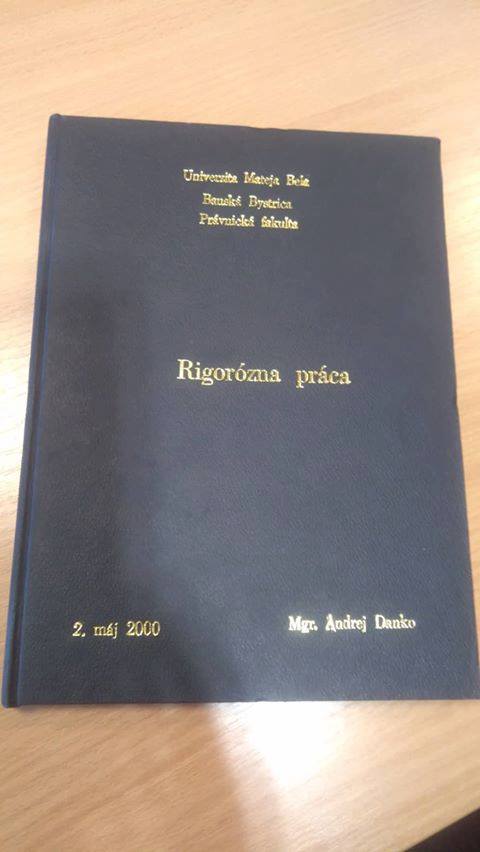 Univerzita Mateja Bela
Banská Bystrica
Právnická fakulta
Rigorózna práca
2. máj 2000
Mgr. Andrej Danko